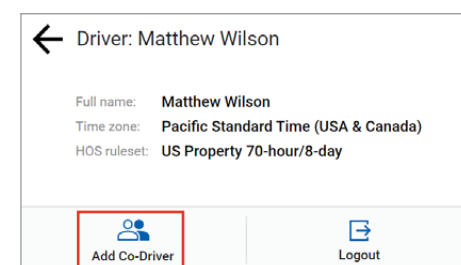 Driver: Matthew Wilson
Full name: Matthew Wilson
Time zone: Pacific Standard Time (USA & Canada)
HOS ruleset: US Property 70-hour/8-day
Add Co-Driver Logout